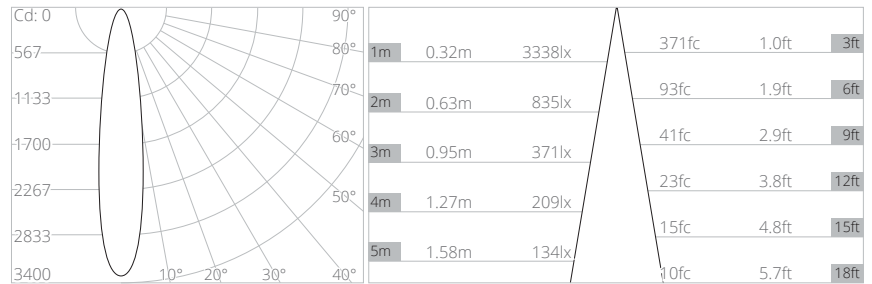 Cd: 0
567
1133
1700
2267
2833
3400
90°
80°
70°
60°
50°
10° 20° 30° 40°
1m 0.32m 3338lx
2m 0.63m 835lx
3m 0.95m 371lx
4m 1.27m 209lx
5m 1.58m 134lx
371fc 1.0ft 3ft
93fc 1.9ft 6ft
41fc 2.9ft 9ft
23fc 3.8ft 12ft
15fc 4.8ft 15ft
10fc 5.7ft 18ft